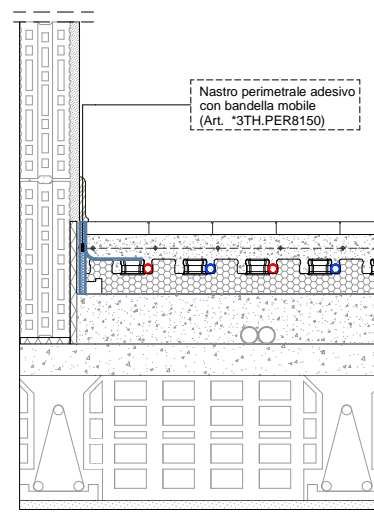 Nastro perimetrale adesivo
con bandella mobile
(Art. *3TH.PER8150)